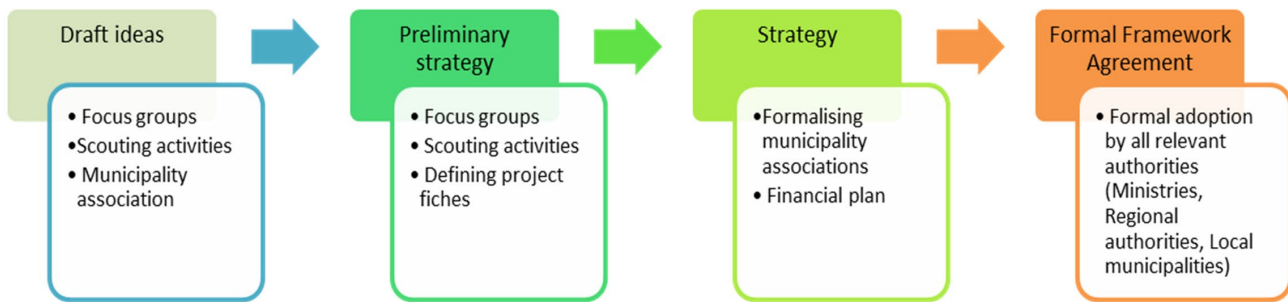 Draft ideas
• Focus groups
•Scouting activities
• Municipality
association
Preliminary
strategy
• Focus groups
• Scouting activities
• Defining project
fiches
Strategy
•Formalising
municipality
associations
• Financial plan
Formal Framework
Agreement
• Formal adoption
by all relevant
authorities
(Ministries,
Regional
authorities, Local
municipalities)